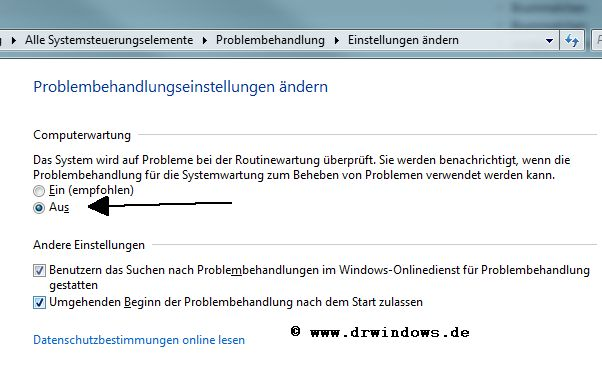 Alle Systemsteuerungselemente Problembehandlung Einstellungen ändern
Problembehandlungseinstellungen ändern
Computerwartung
Das System wird auf Probleme bei der Routinewartung überprüft. Sie werden benachrichtigt, wenn die
Problembehandlung für die Systemwartung zum Beheben von Problemen verwendet werden kann.
Ein (empfohlen)
Aus
Andere Einstellungen
Benutzern das Suchen nach Problembehandlungen im Windows-Onlinedienst für Problembehandlung
gestatten
Umgehenden Beginn der Problembehandlung nach dem Start zulassen
© www.drwindows.de
Datenschutzbestimmungen online lesen